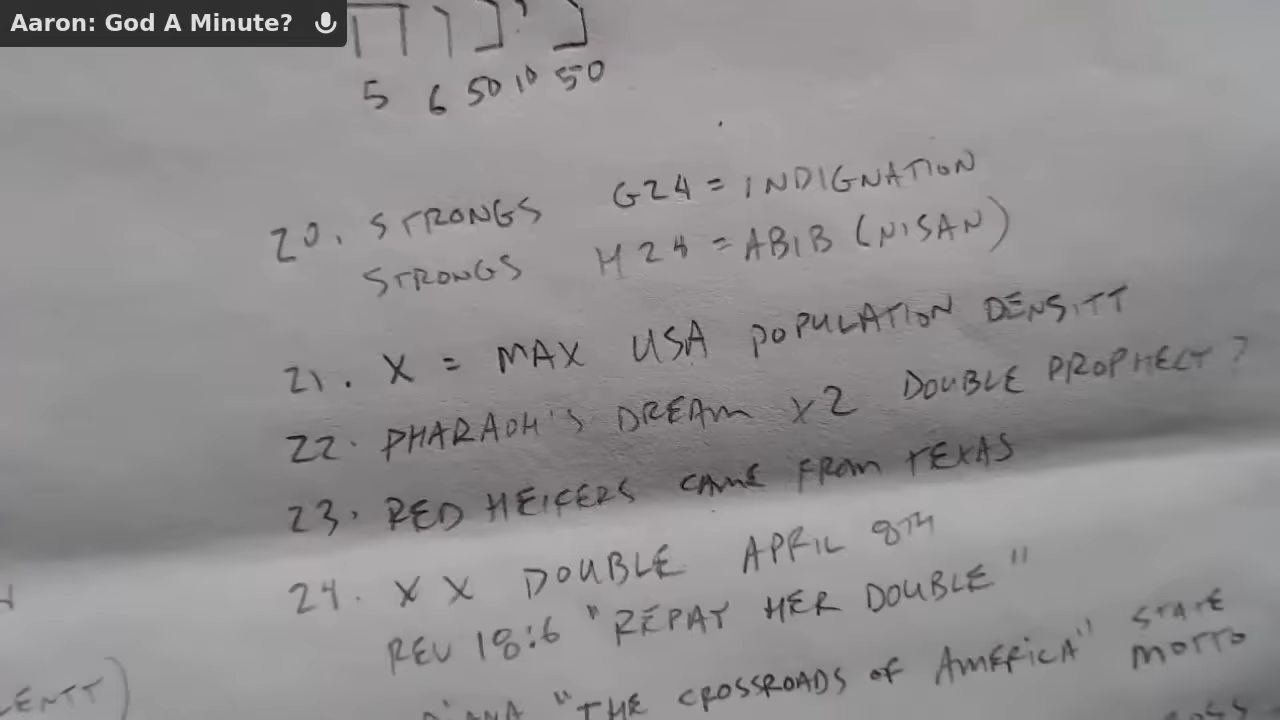 Aaron: God A Minute?
5 6 50 10 50
20. STRONGS G24 = INDIGNATION
STRONGS H24 = ABIB (NISAN)
21. X = MAX USA POPULATION DENSITY
22. PHARAOH'S DREAM X2 DOUBLE PROPHECY?
23. RED HEIFERS CAME FROM TEXAS
24. X X DOUBLE APRIL 8TH
REV 18:6 "REPAY HER DOUBLE"
"THE CROSSROADS OF AMERICA" STATE MOTTO